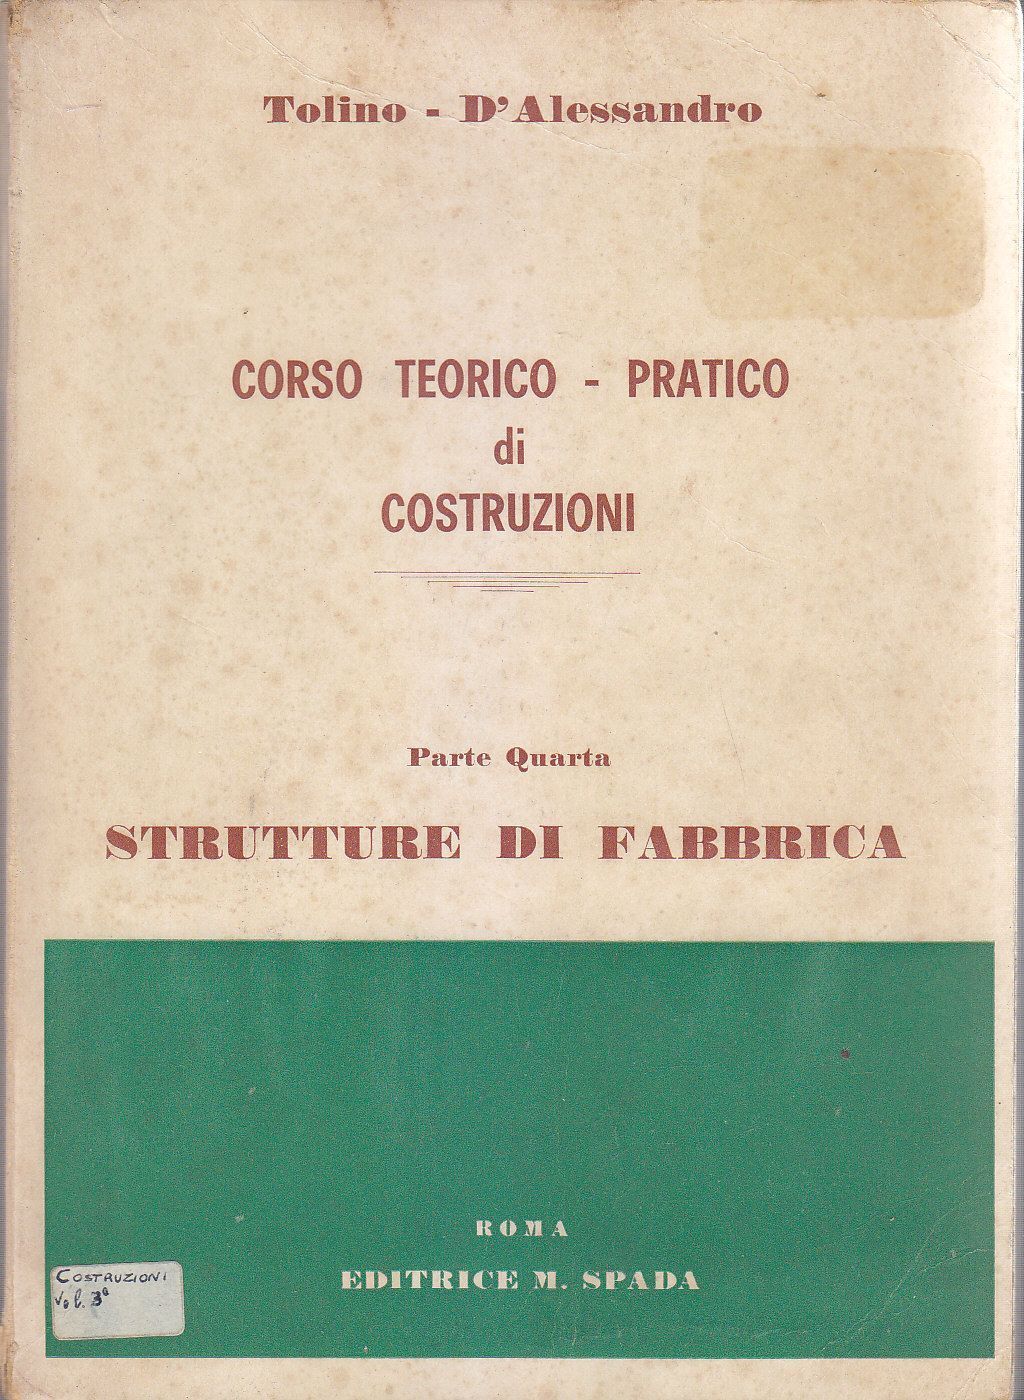 Tolino - D'Alessandro
CORSO TEORICO - PRATICO
di
COSTRUZIONI
Parte Quarta
STRUTTURE DI FABBRICA
ROMA
EDITRICE M. SPADA
COSTRUZIONI
Vol. 3°